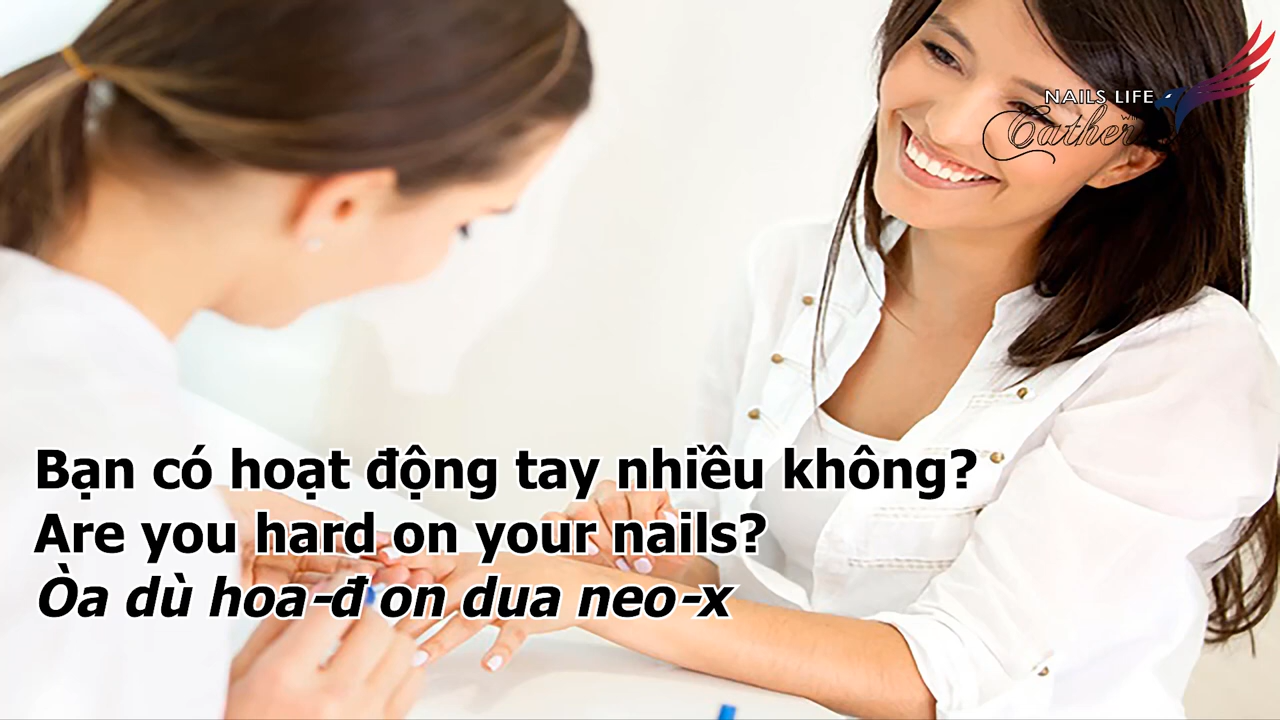 NAILS LIFE
Bạn có hoạt động tay nhiều không?
Are you hard on your nails?
Òa dù hoa-đ on dua neo-x